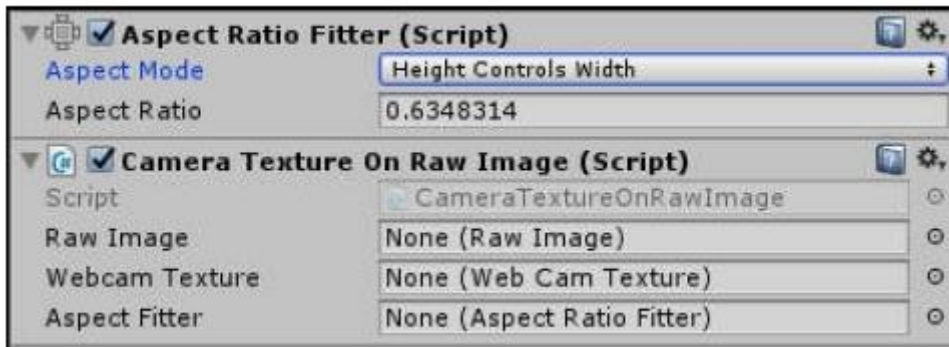 Aspect Ratio Fitter (Script)
Aspect Mode Height Controls Width
Aspect Ratio 0.6348314
Camera Texture On Raw Image (Script)
Script CameraTextureOnRawImage
Raw Image None (Raw Image)
Webcam Texture None (Web Cam Texture)
Aspect Fitter None (Aspect Ratio Fitter)